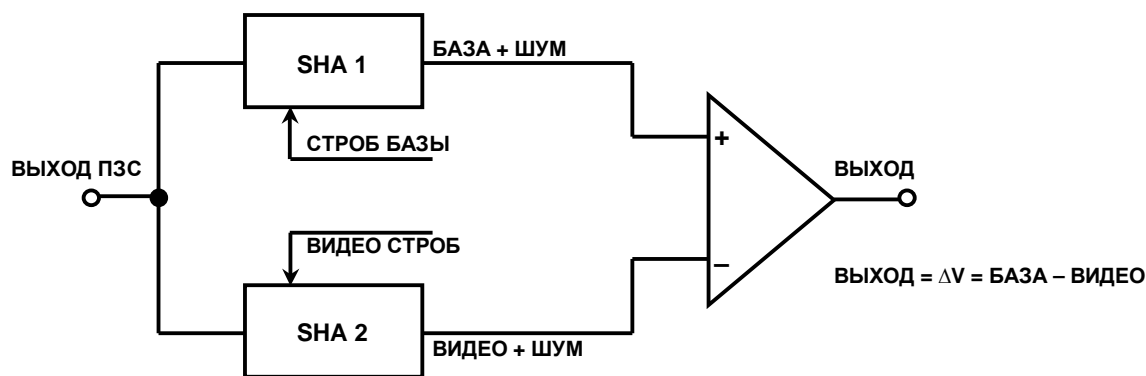 БАЗА + ШУМ
SHA 1
СТРОБ БАЗЫ
ВЫХОД ПЗС
+
ВЫХОД
ВИДЕО СТРОБ
–
ВЫХОД = ∆V = БАЗА – ВИДЕО
SHA 2
ВИДЕО + ШУМ